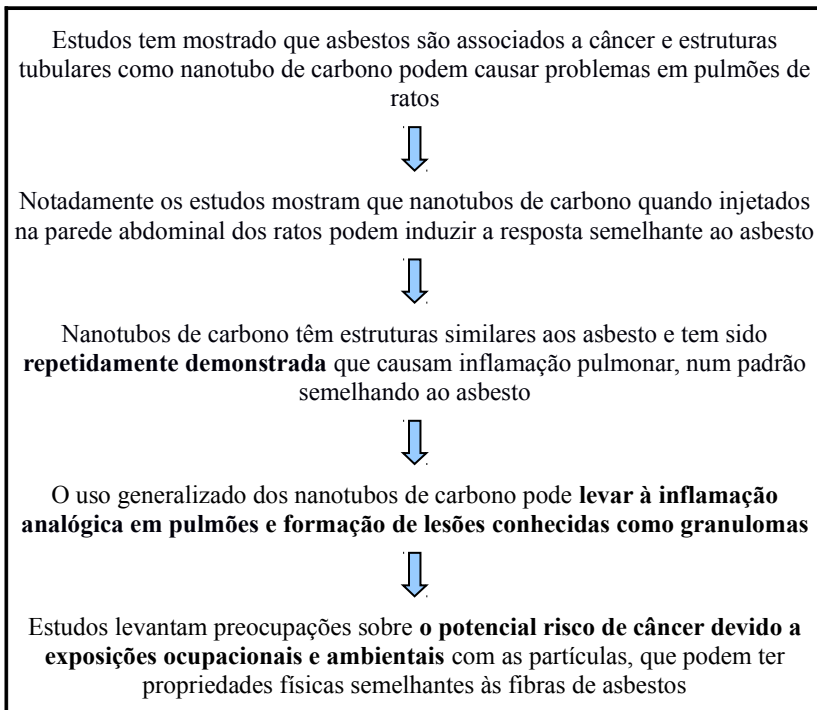 Estudos tem mostrado que asbestos são associados a câncer e estruturas
tubulares como nanotubo de carbono podem causar problemas em pulmões de
ratos
Notadamente os estudos mostram que nanotubos de carbono quando injetados
na parede abdominal dos ratos podem induzir a resposta semelhante ao asbesto
Nanotubos de carbono têm estruturas similares aos asbesto e tem sido
repetidamente demonstrada que causam inflamação pulmonar, num padrão
semelhando ao asbesto
O uso generalizado dos nanotubos de carbono pode levar à inflamação
analógica em pulmões e formação de lesões conhecidas como granulomas
Estudos levantam preocupações sobre o potencial risco de câncer devido a
exposições ocupacionais e ambientais com as partículas, que podem ter
propriedades físicas semelhantes às fibras de asbestos